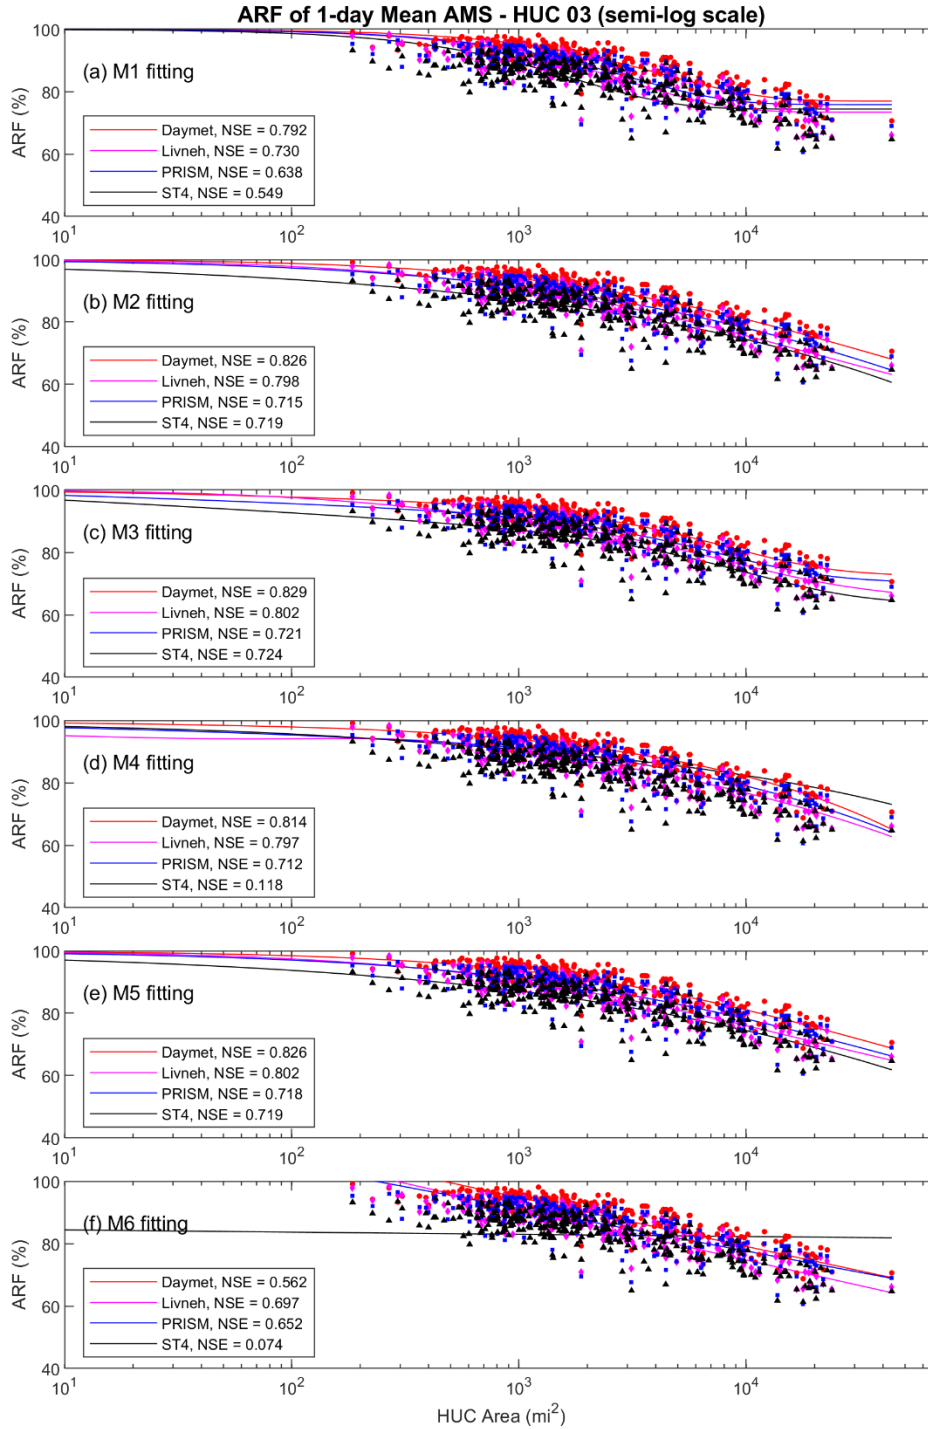 ARF of 1-day Mean AMS - HUC 03 (semi-log scale)
100
80
60
40
ARF (%)
(a) M1 fitting
Daymet, NSE = 0.792
Livneh, NSE = 0.730
PRISM, NSE = 0.638
ST4, NSE = 0.549
10^1
10^2
10^3
10^4
100
80
60
40
ARF (%)
(b) M2 fitting
Daymet, NSE = 0.826
Livneh, NSE = 0.798
PRISM, NSE = 0.715
ST4, NSE = 0.719
10^1
10^2
10^3
10^4
100
80
60
40
ARF (%)
(c) M3 fitting
Daymet, NSE = 0.829
Livneh, NSE = 0.802
PRISM, NSE = 0.721
ST4, NSE = 0.724
10^1
10^2
10^3
10^4
100
80
60
40
ARF (%)
(d) M4 fitting
Daymet, NSE = 0.814
Livneh, NSE = 0.797
PRISM, NSE = 0.712
ST4, NSE = 0.118
10^1
10^2
10^3
10^4
100
80
60
40
ARF (%)
(e) M5 fitting
Daymet, NSE = 0.826
Livneh, NSE = 0.802
PRISM, NSE = 0.718
ST4, NSE = 0.719
10^1
10^2
10^3
10^4
100
80
60
40
ARF (%)
(f) M6 fitting
Daymet, NSE = 0.562
Livneh, NSE = 0.697
PRISM, NSE = 0.652
ST4, NSE = 0.074
10^1
10^2
10^3
10^4
HUC Area (mi^2)